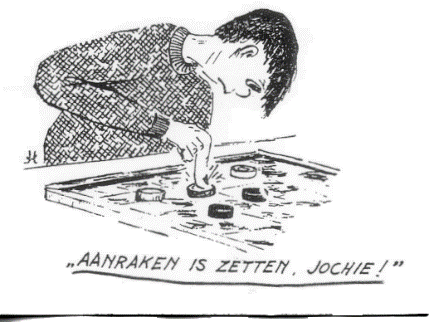 „AANRAKEN IS ZETTEN, JOCHIE!”